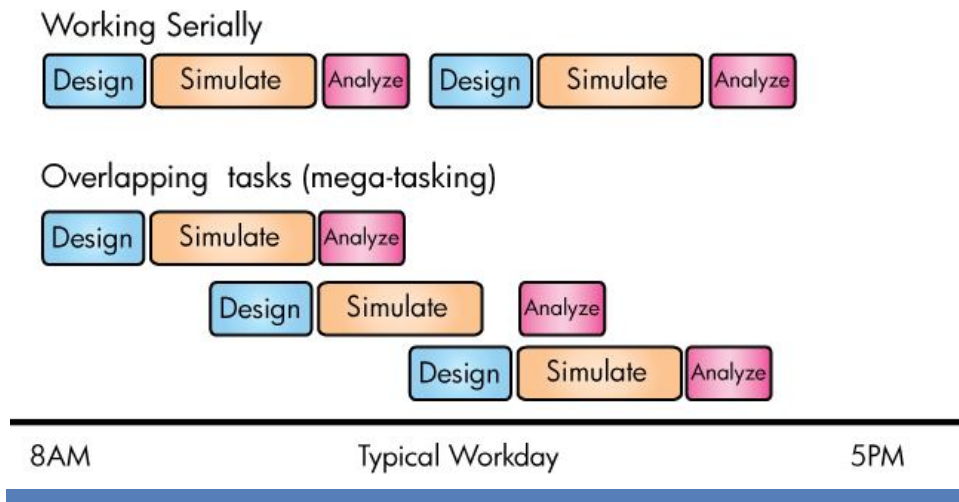 Working Serially
Design Simulate Analyze Design Simulate Analyze
Overlapping tasks (mega-tasking)
Design Simulate Analyze
Design Simulate Analyze
Design Simulate Analyze
8AM Typical Workday 5PM